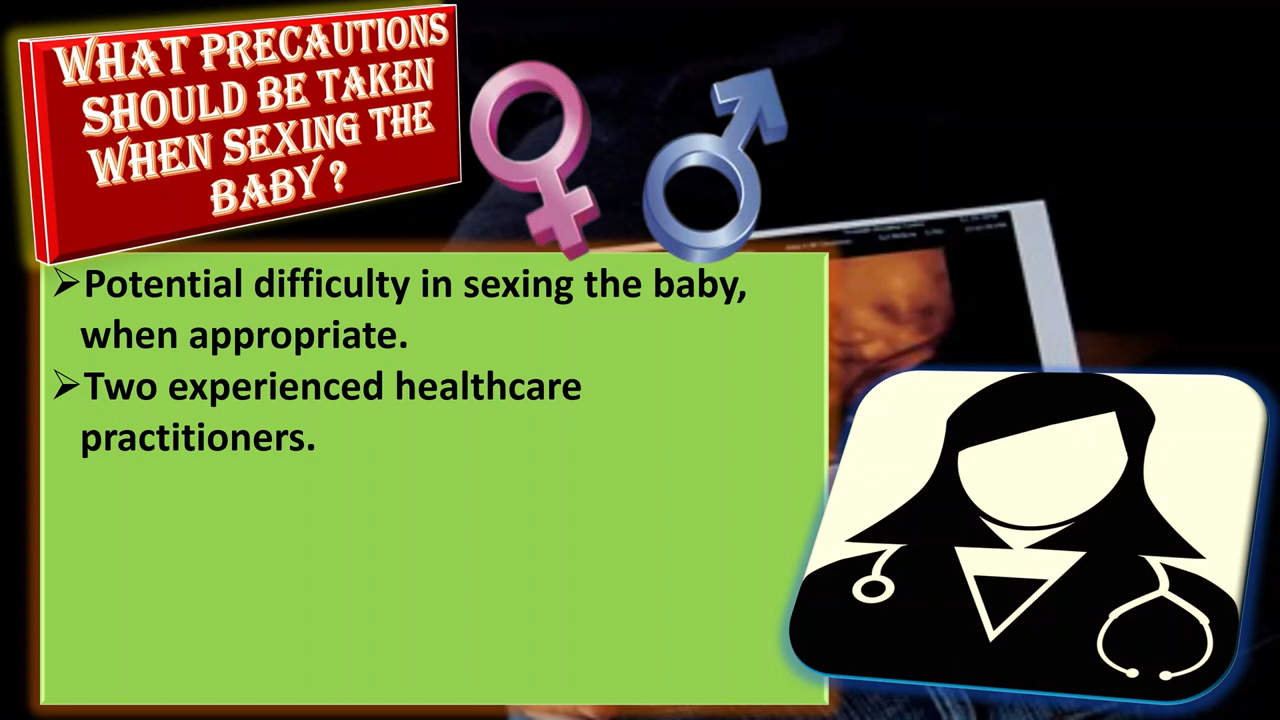 WHAT PRECAUTIONS
SHOULD BE TAKEN
WHEN SEXING THE
BABY ?
➢Potential difficulty in sexing the baby,
when appropriate.
➢Two experienced healthcare
practitioners.